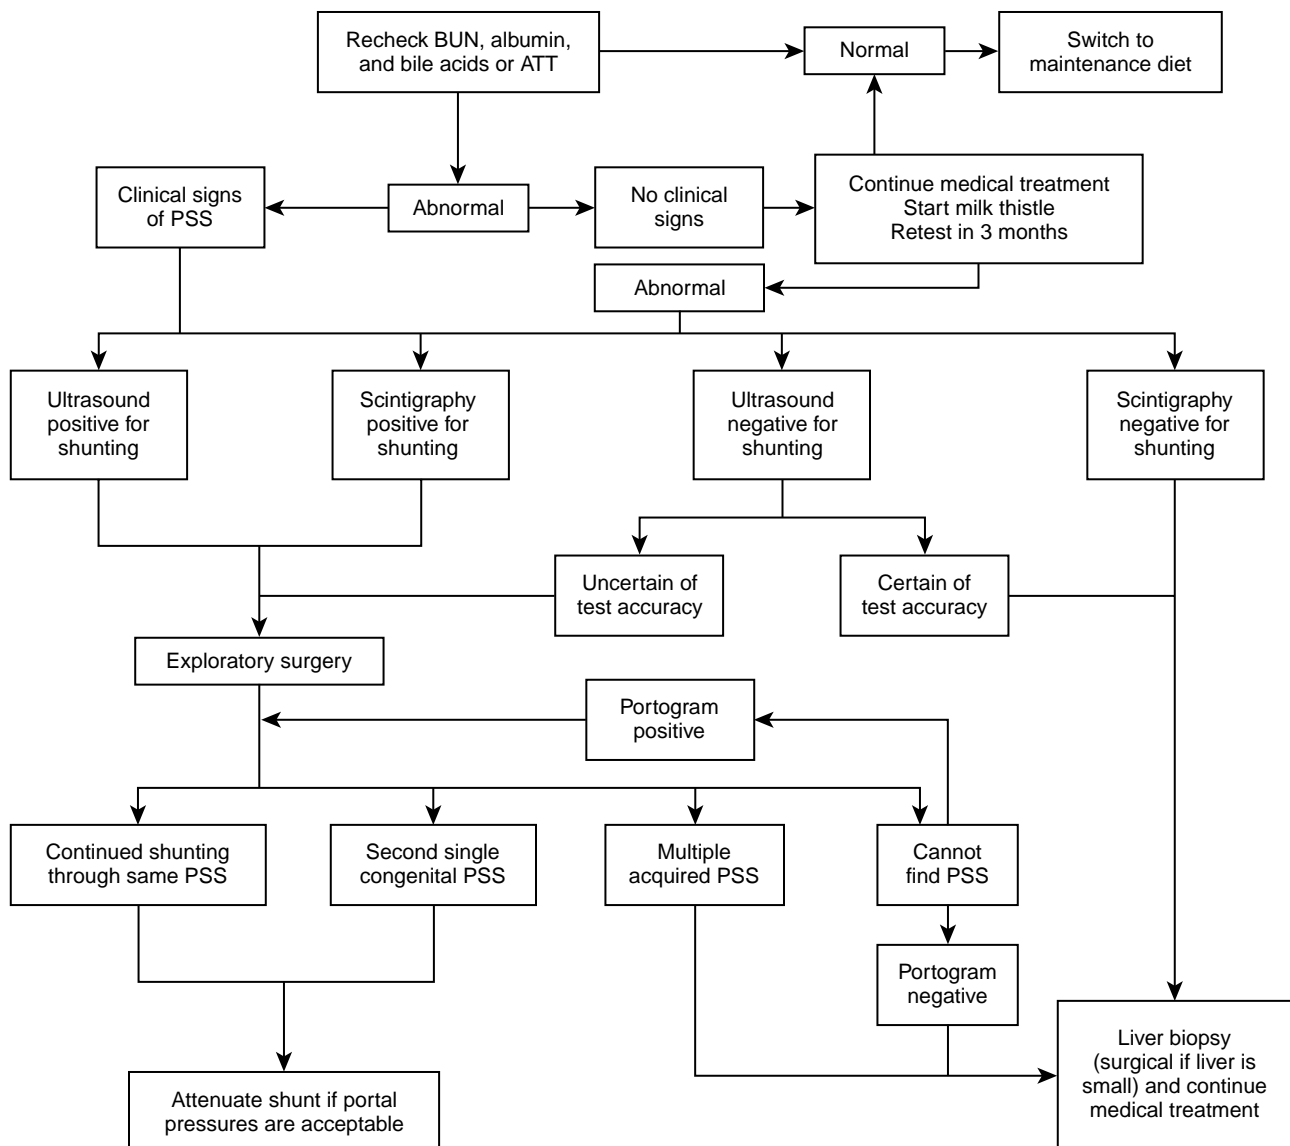 Recheck BUN, albumin,
and bile acids or ATT
Normal
Switch to
maintenance diet
Clinical signs
of PSS
Abnormal
No clinical
signs
Continue medical treatment
Start milk thistle
Retest in 3 months
Abnormal
Ultrasound
positive for
shunting
Scintigraphy
positive for
shunting
Ultrasound
negative for
shunting
Scintigraphy
negative for
shunting
Uncertain of
test accuracy
Certain of
test accuracy
Exploratory surgery
Portogram
positive
Continued shunting
through same PSS
Second single
congenital PSS
Multiple
acquired PSS
Cannot
find PSS
Portogram
negative
Liver biopsy
(surgical if liver is
small) and continue
medical treatment
Attenuate shunt if portal
pressures are acceptable